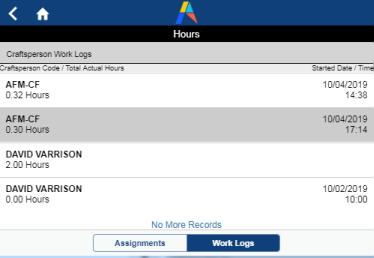 Hours
Craftsperson Work Logs
Craftsperson Code / Total Actual Hours Started Date / Time
AFM-CF 10/04/2019
0.32 Hours 14:38
AFM-CF 10/04/2019
0.30 Hours 17:14
DAVID VARRISON
2.00 Hours
DAVID VARRISON 10/02/2019
0.00 Hours 10:00
No More Records
Assignments Work Logs